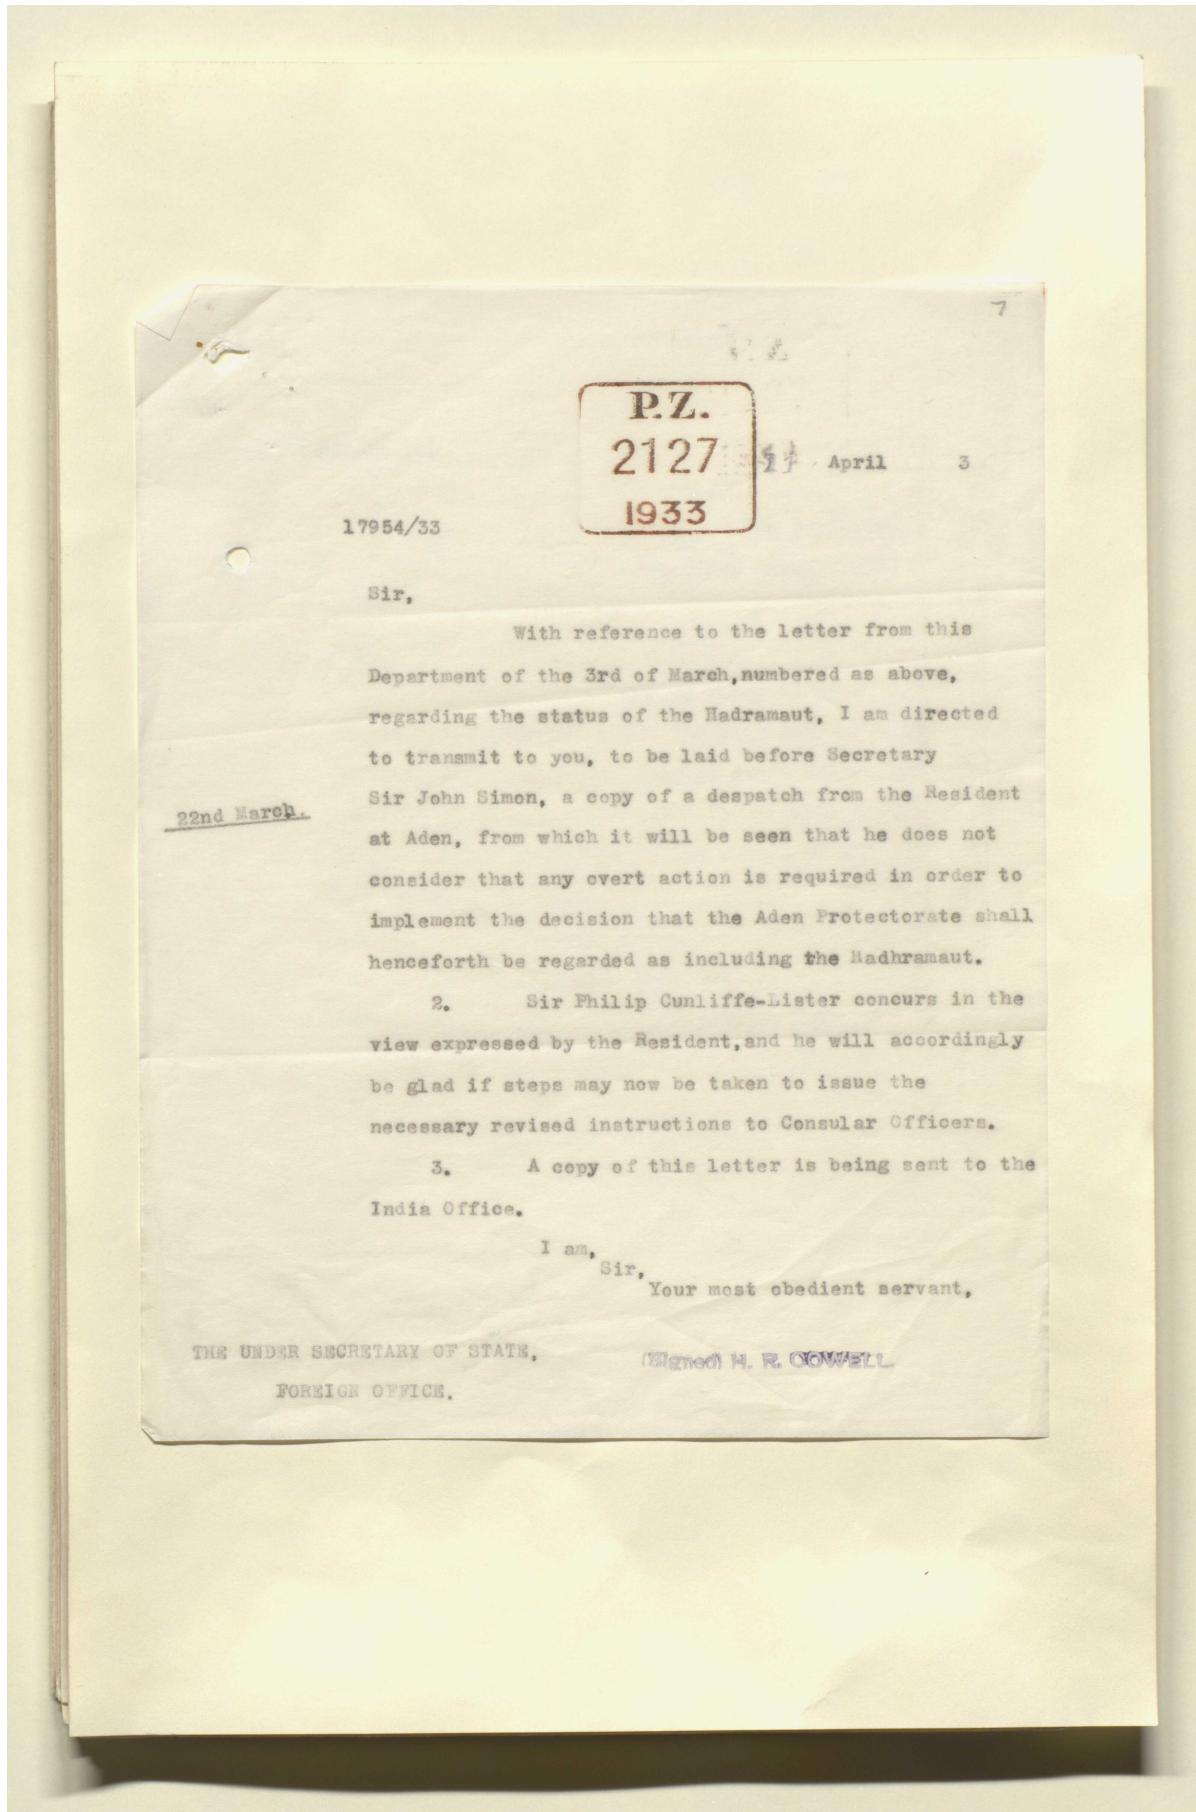 7
P.Z.
2127
1933
April 3
17954/33
Sir,
With reference to the letter from this
Department of the 3rd of March,numbered as above,
regarding the status of the Hadramaut, I am directed
to transmit to you, to be laid before Secretary
22nd March.
Sir John Simon, a copy of a despatch from the Resident
at Aden, from which it will be seen that he does not
consider that any overt action is required in order to
implement the decision that the Aden Protectorate shall
henceforth be regarded as including the Hadhramaut.
2. Sir Philip Cunliffe-Lister concurs in the
view expressed by the Resident,and he will accordingly
be glad if steps may now be taken to issue the
necessary revised instructions to Consular Officers.
3. A copy of this letter is being sent to the
India Office.
I am,
Sir,
Your most obedient servant,
THE UNDER SECRETARY OF STATE,
(Signed) H. R. COWELL
FOREIGN OFFICE.